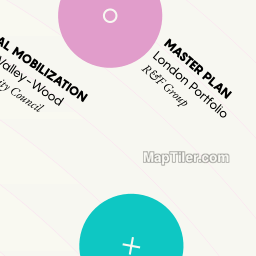 AL MOBILIZATION
Valley-Wood
ity Council
MASTER PLAN
London Portfolio
R&F Group
MapTiler.com